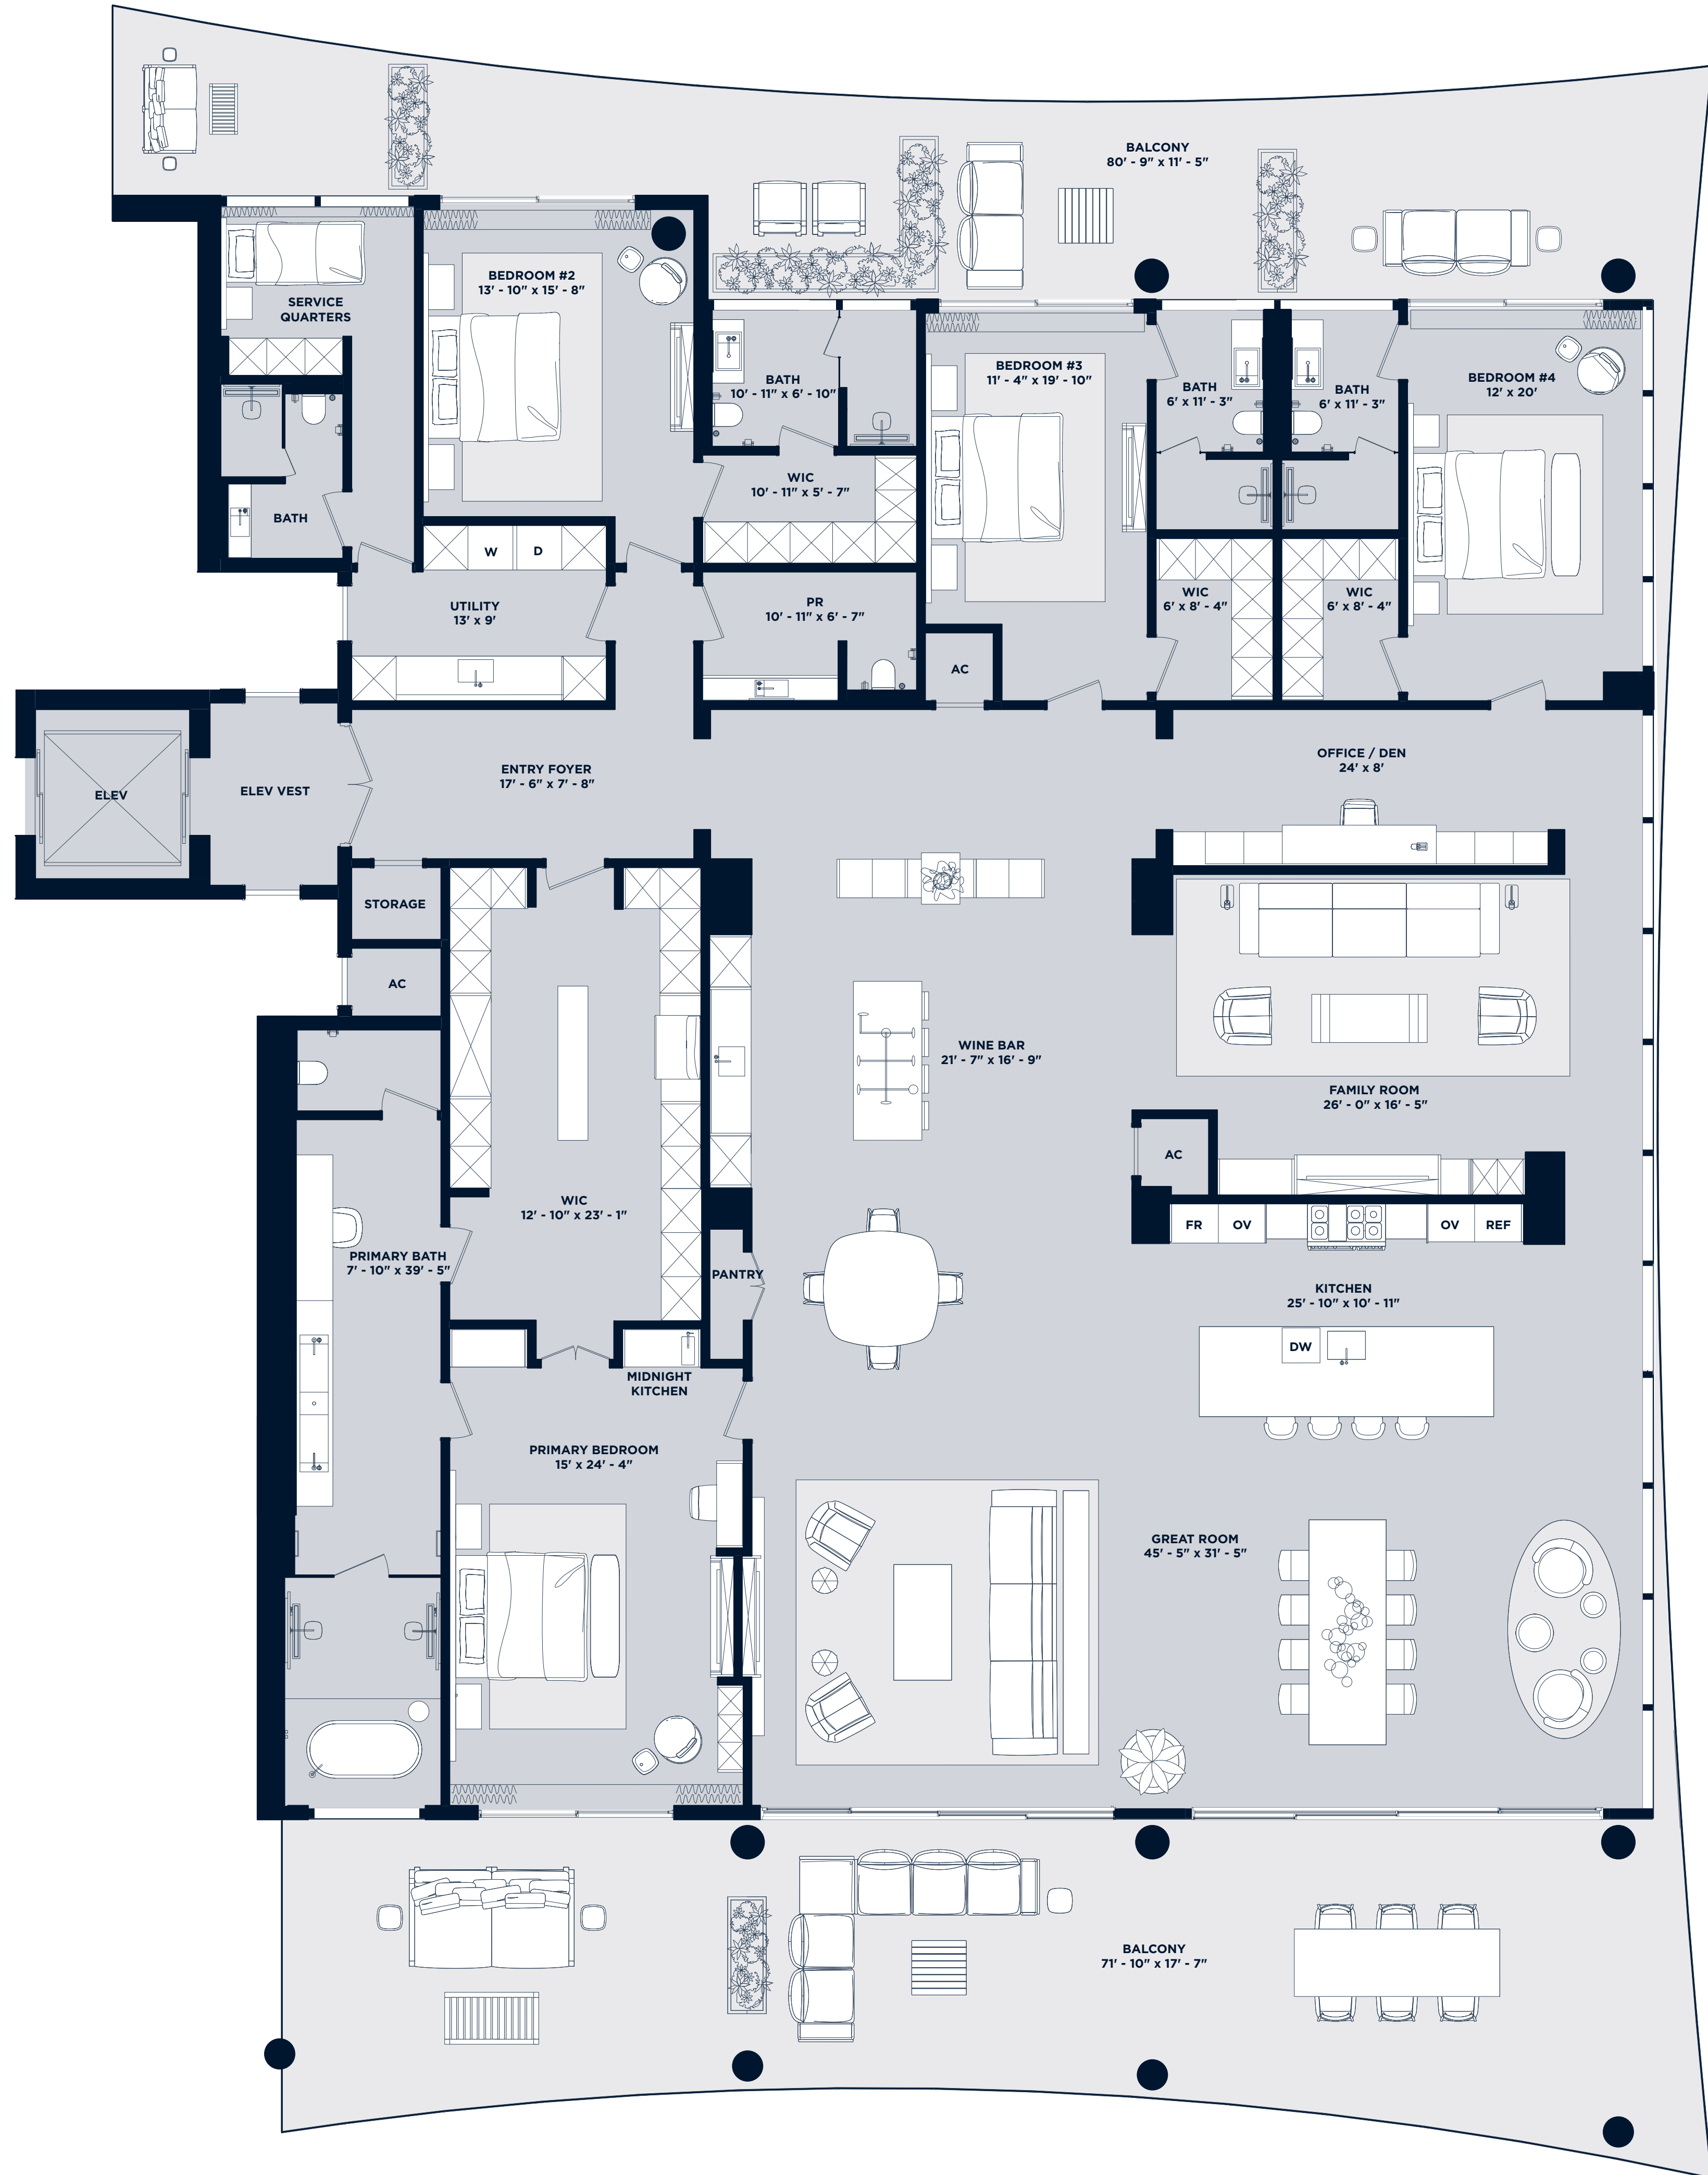 BALCONY
80' - 9" x 11' - 5"
SERVICE
QUARTERS
BEDROOM #2
13' - 10" x 15' - 8"
BATH
10' - 11" x 6' - 10"
BEDROOM #3
11' - 4" x 19' - 10"
BATH
6' x 11' - 3"
BATH
6' x 11' - 3"
BEDROOM #4
12' x 20'
WIC
10' - 11" x 5' - 7"
BATH
W
D
UTILITY
13' x 9'
PR
10' - 11" x 6' - 7"
WIC
6' x 8' - 4"
WIC
6' x 8' - 4"
AC
ELEV
ELEV VEST
ENTRY FOYER
17' - 6" x 7' - 8"
OFFICE / DEN
24' x 8'
STORAGE
AC
WINE BAR
21' - 7" x 16' - 9"
FAMILY ROOM
26' - 0" x 16' - 5"
AC
WIC
12' - 10" x 23' - 1"
FR
OV
OV
REF
PRIMARY BATH
7' - 10" x 39' - 5"
PANTRY
KITCHEN
25' - 10" x 10' - 11"
DW
MIDNIGHT
KITCHEN
PRIMARY BEDROOM
15' x 24' - 4"
GREAT ROOM
45' - 5" x 31' - 5"
BALCONY
71' - 10" x 17' - 7"